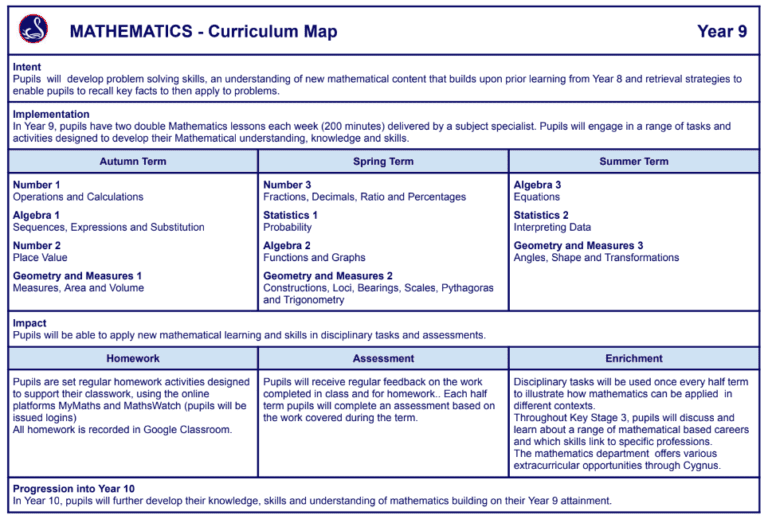 MATHEMATICS - Curriculum Map
Year 9
Intent
Pupils will develop problem solving skills, an understanding of new mathematical content that builds upon prior learning from Year 8 and retrieval strategies to
enable pupils to recall key facts to then apply to problems.
Implementation
In Year 9, pupils have two double Mathematics lessons each week (200 minutes) delivered by a subject specialist. Pupils will engage in a range of tasks and
activities designed to develop their Mathematical understanding, knowledge and skills.
Autumn Term
Number 1
Operations and Calculations
Algebra 1
Sequences, Expressions and Substitution
Number 2
Place Value
Geometry and Measures 1
Measures, Area and Volume
Spring Term
Number 3
Fractions, Decimals, Ratio and Percentages
Statistics 1
Probability
Algebra 2
Functions and Graphs
Geometry and Measures 2
Constructions, Loci, Bearings, Scales, Pythagoras
and Trigonometry
Summer Term
Algebra 3
Equations
Statistics 2
Interpreting Data
Geometry and Measures 3
Angles, Shape and Transformations
Impact
Pupils will be able to apply new mathematical learning and skills in disciplinary tasks and assessments.
Homework
Pupils are set regular homework activities designed
to support their classwork, using the online
platforms MyMaths and MathsWatch (pupils will be
issued logins)
All homework is recorded in Google Classroom.
Assessment
Pupils will receive regular feedback on the work
completed in class and for homework.. Each half
term pupils will complete an assessment based on
the work covered during the term.
Enrichment
Disciplinary tasks will be used once every half term
to illustrate how mathematics can be applied in
different contexts.
Throughout Key Stage 3, pupils will discuss and
learn about a range of mathematical based careers
and which skills link to specific professions.
The mathematics department offers various
extracurricular opportunities through Cygnus.
Progression into Year 10
In Year 10, pupils will further develop their knowledge, skills and understanding of mathematics building on their Year 9 attainment.